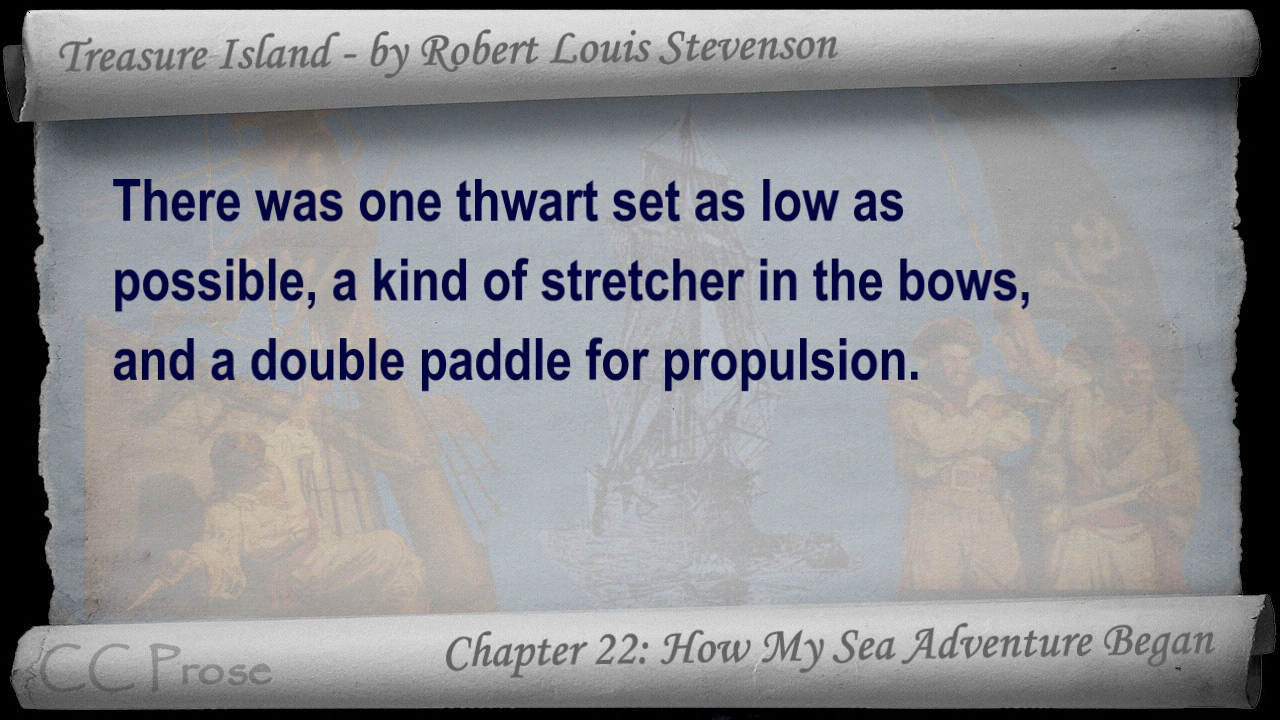 Treasure Island - by Robert Louis Stevenson
There was one thwart set as low as
possible, a kind of stretcher in the bows,
and a double paddle for propulsion.
Chapter 22: How My Sea Adventure Began
CC Prose